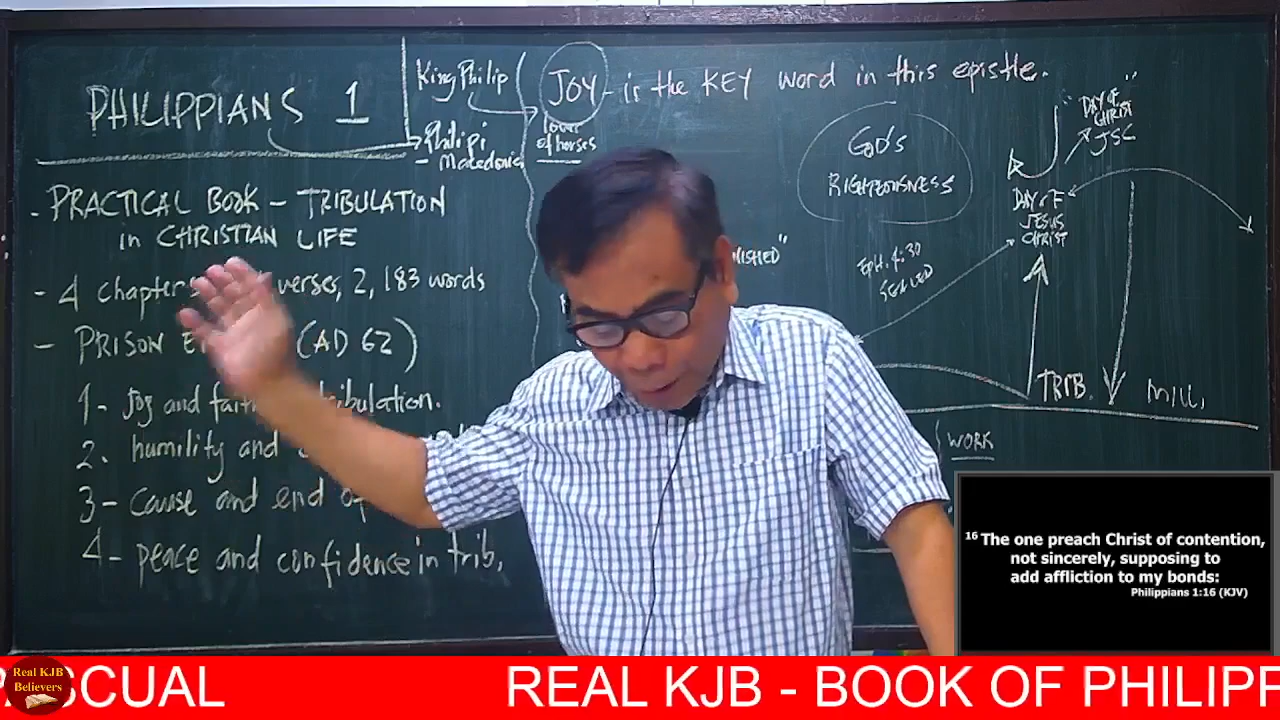 PHILIPPIANS 1
King Philip
Philipi
- Macedonia
JOY - is the KEY word in this epistle.
of horses
- PRACTICAL BOOK - TRIBULATION
in CHRISTIAN LIFE
- 4 chapters verses, 2,183 words
- PRISON (AD 62)
1- Joy and
2. humility and
3- cause and end of
4- peace and confidence in trib.
God's
RIGHTEOUSNESS
"DAY OF
CHRIST"
JSC
DAY OF
JESUS
CHRIST
Eph. 4:30
SEALED
TRIB.
Mill.
WORK
16 The one preach Christ of contention,
not sincerely, supposing to
add affliction to my bonds:
Philippians 1:16 (KJV)
Real KJB
Believers
SCUAL REAL KJB - BOOK OF PHILIPP